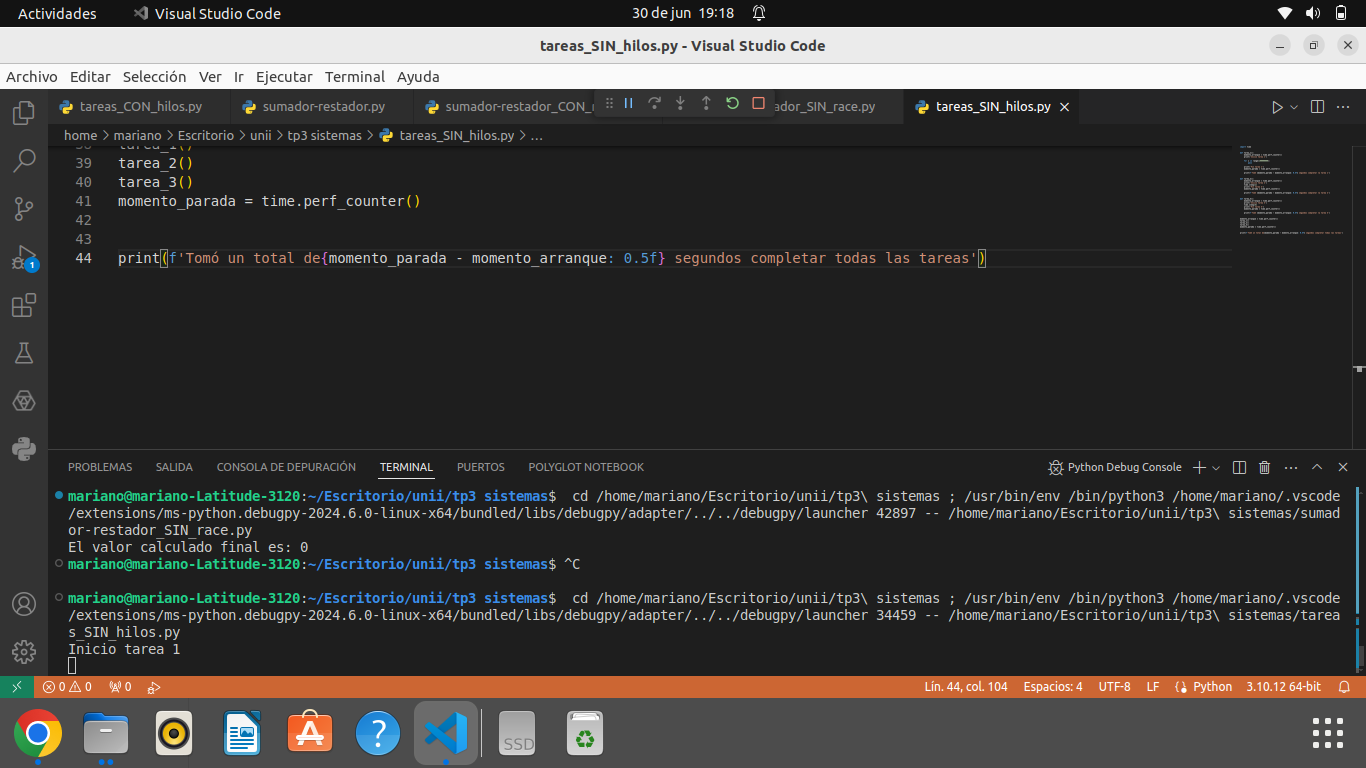 Actividades
Visual Studio Code
30 de jun 19:18
tareas_SIN_hilos.py - Visual Studio Code
Archivo Editar Selección Ver Ir Ejecutar Terminal Ayuda
tareas_CON_hilos.py
sumador-restador.py
sumador-restador_CON_
ador_SIN_race.py
tareas_SIN_hilos.py
home > mariano > Escritorio > unii > tp3 sistemas > tareas_SIN_hilos.py > ...
38 tarea_1()
39 tarea_2()
40 tarea_3()
41 momento_parada = time.perf_counter()
42
43
44 print(f'Tomó un total de{momento_parada - momento_arranque: 0.5f} segundos completar todas las tareas')
1
PROBLEMAS SALIDA CONSOLA DE DEPURACIÓN TERMINAL PUERTOS POLYGLOT NOTEBOOK
Python Debug Console
mariano@mariano-Latitude-3120:~/Escritorio/unii/tp3 sistemas$  cd /home/mariano/Escritorio/unii/tp3\ sistemas ; /usr/bin/env /bin/python3 /home/mariano/.vscode
/extensions/ms-python.debugpy-2024.6.0-linux-x64/bundled/libs/debugpy/adapter/../../debugpy/launcher 42897 -- /home/mariano/Escritorio/unii/tp3\ sistemas/sumad
or-restador_SIN_race.py
El valor calculado final es: 0
mariano@mariano-Latitude-3120:~/Escritorio/unii/tp3 sistemas$ ^C
mariano@mariano-Latitude-3120:~/Escritorio/unii/tp3 sistemas$  cd /home/mariano/Escritorio/unii/tp3\ sistemas ; /usr/bin/env /bin/python3 /home/mariano/.vscode
/extensions/ms-python.debugpy-2024.6.0-linux-x64/bundled/libs/debugpy/adapter/../../debugpy/launcher 34459 -- /home/mariano/Escritorio/unii/tp3\ sistemas/tarea
s_SIN_hilos.py
Inicio tarea 1
0 0 0
Lín. 44, col. 104 Espacios: 4 UTF-8 LF Python 3.10.12 64-bit
SSD